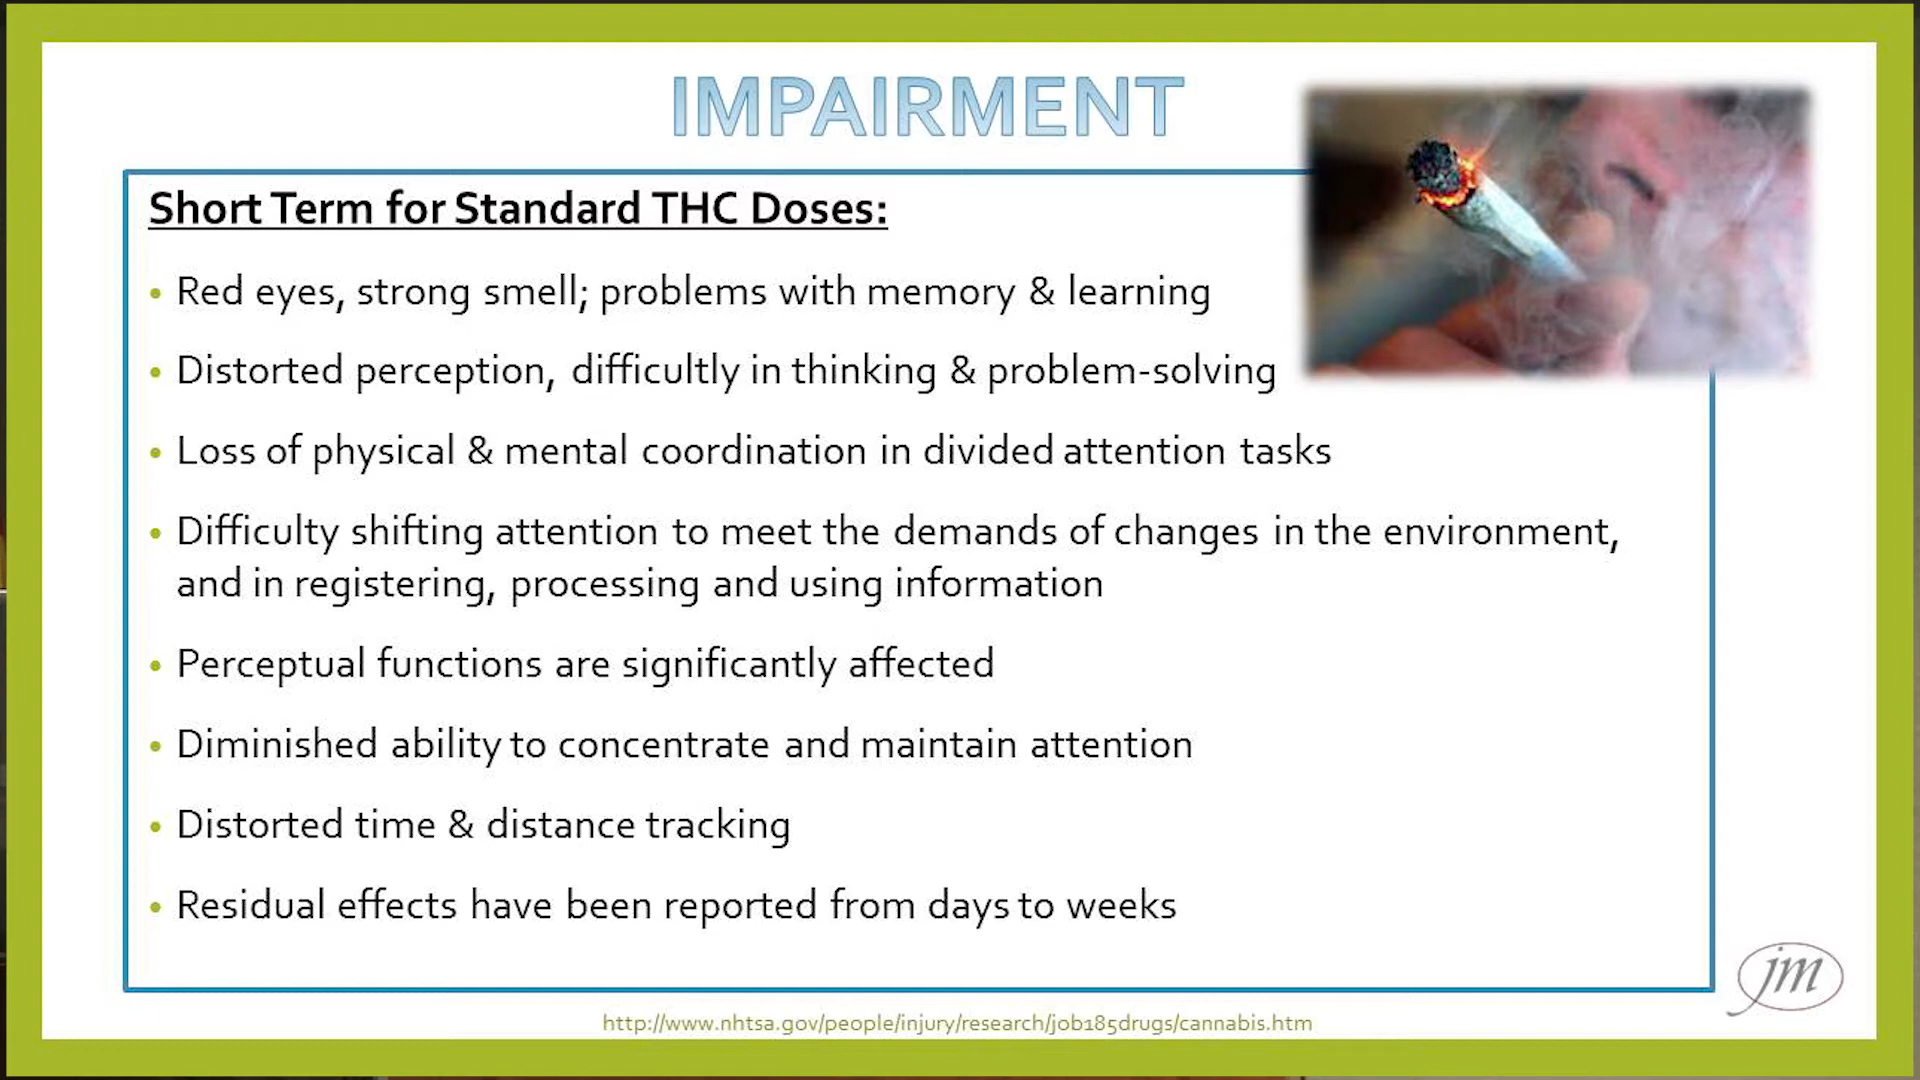 IMPAIRMENT
Short Term for Standard THC Doses:
• Red eyes, strong smell; problems with memory & learning
• Distorted perception, difficultly in thinking & problem-solving
• Loss of physical & mental coordination in divided attention tasks
• Difficulty shifting attention to meet the demands of changes in the environment,
and in registering, processing and using information
• Perceptual functions are significantly affected
• Diminished ability to concentrate and maintain attention
• Distorted time & distance tracking
• Residual effects have been reported from days to weeks
jm
http://www.nhtsa.gov/people/injury/research/job185drugs/cannabis.htm